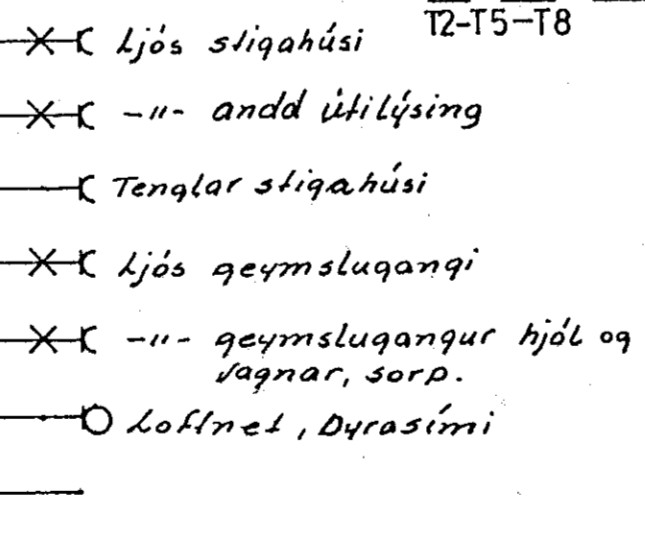 T2-T5-T8
Ljós stigahúsi
-"- andd útilýsing
Tenglar stigahúsi
Ljós geymslugangi
-"- geymslugangur hjól og
vagnar, sorp.
Loftnet, Dyrasími